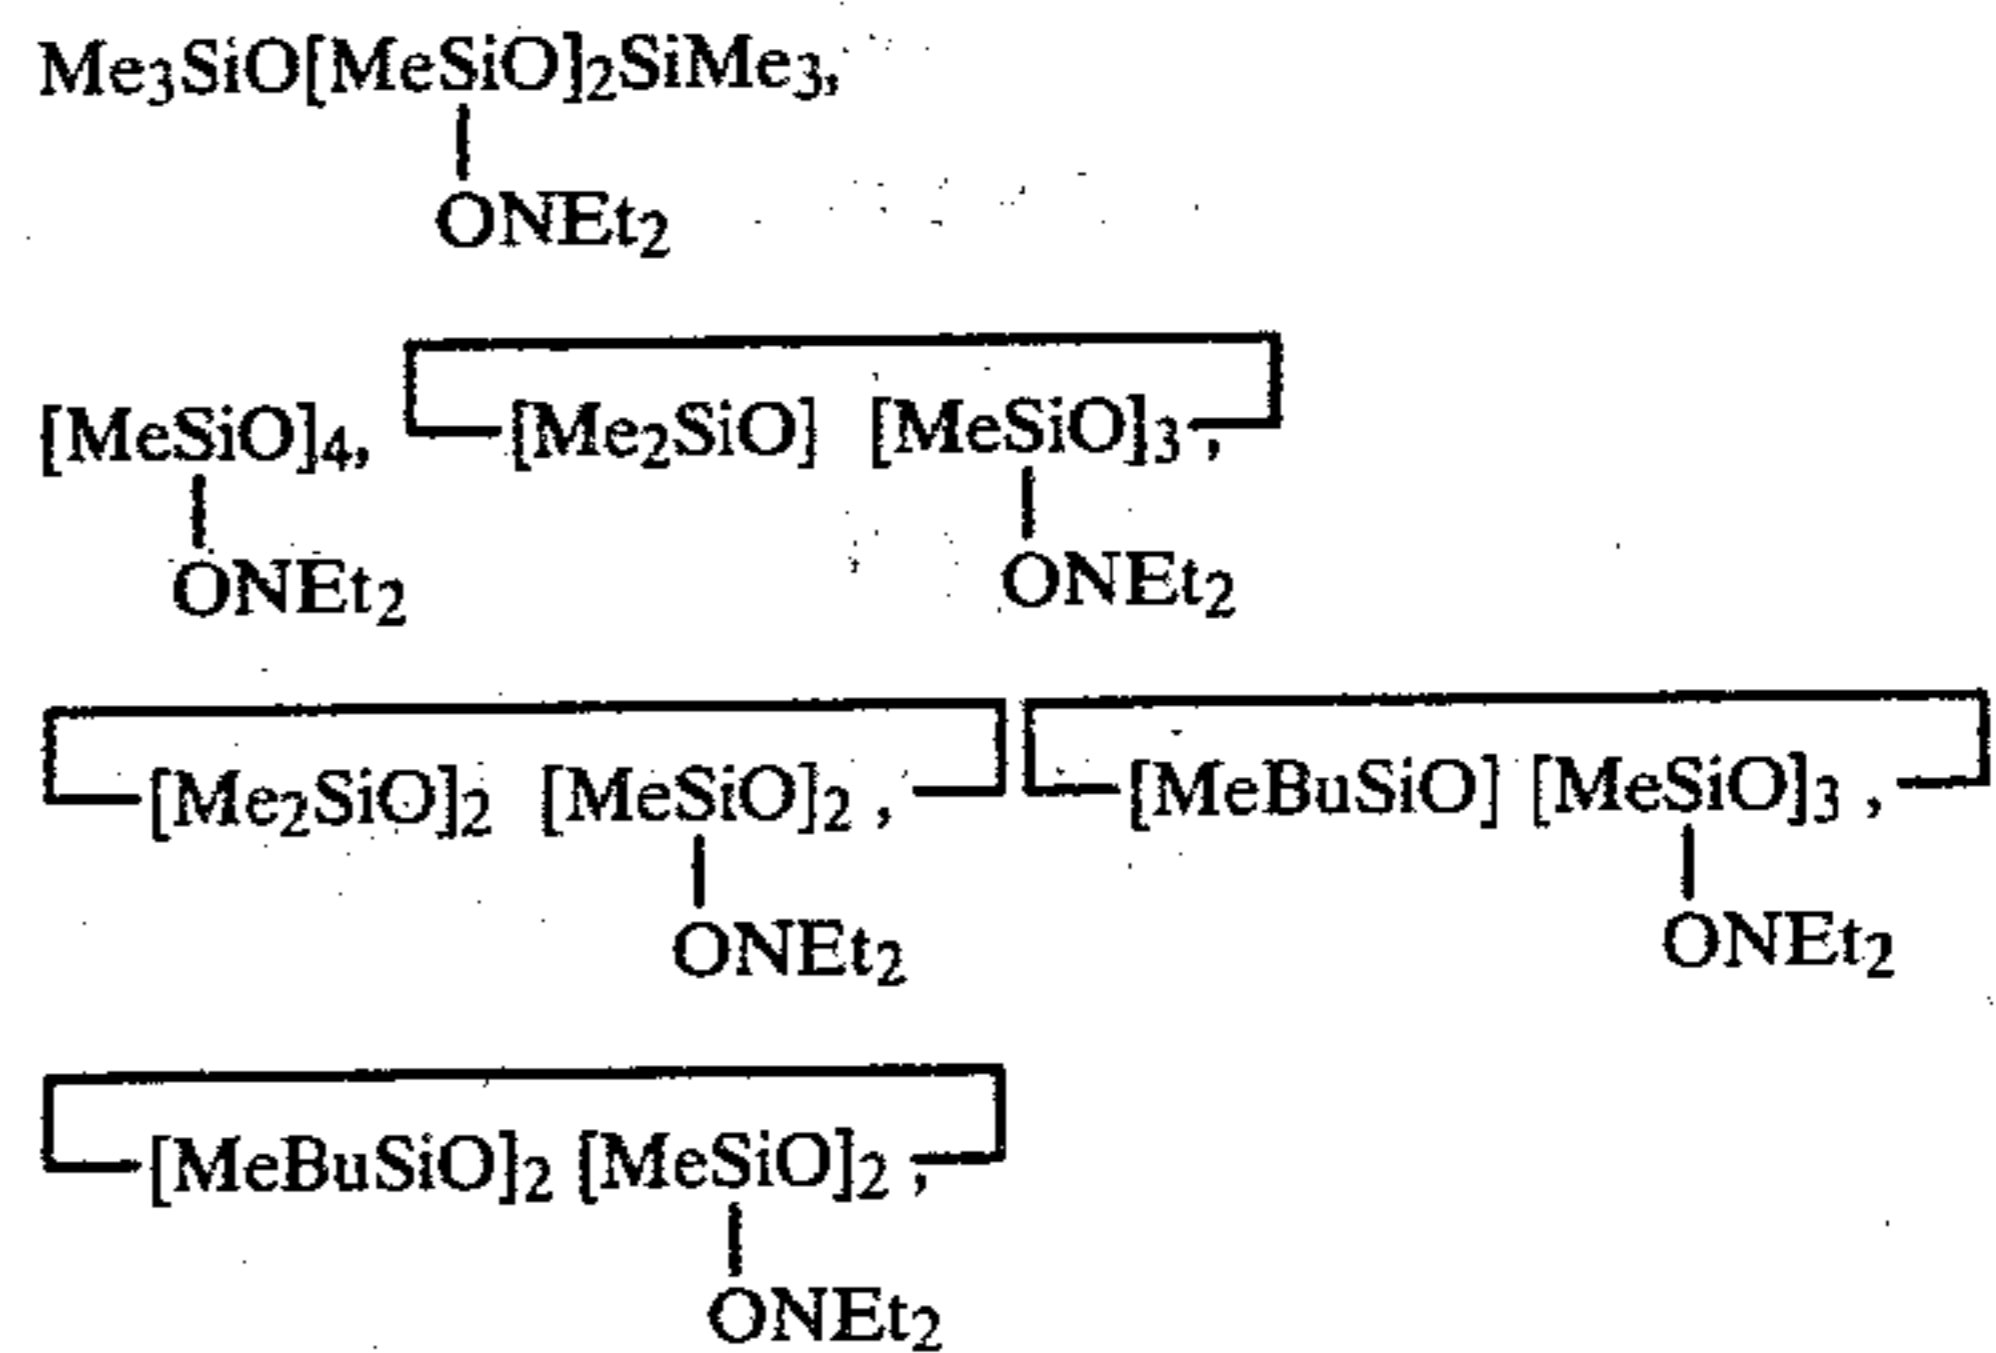 Me3SiO[MeSiO]2SiMe3,
ONEt2
[MeSiO]4, [Me2SiO] [MeSiO]3,
ONEt2 ONEt2
[Me2SiO]2 [MeSiO]2, [MeBuSiO] [MeSiO]3,
ONEt2 ONEt2
[MeBuSiO]2 [MeSiO]2,
ONEt2